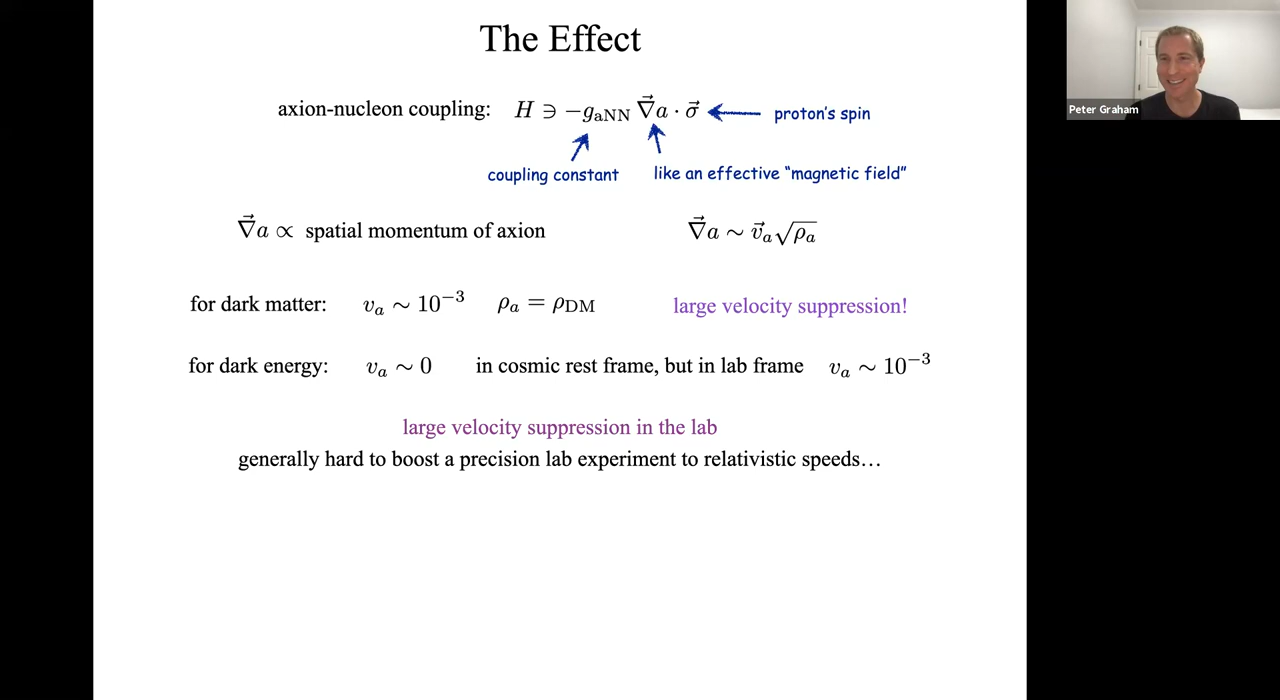 The Effect
Peter Graham
axion-nucleon coupling: H ∋ −g_aNN ∇⃗a · σ⃗ proton's spin
coupling constant like an effective "magnetic field"
∇⃗a ∝ spatial momentum of axion ∇⃗a ∼ v⃗_a√ρ_a
for dark matter: v_a ∼ 10⁻³ ρ_a = ρ_DM large velocity suppression!
for dark energy: v_a ∼ 0 in cosmic rest frame, but in lab frame v_a ∼ 10⁻³
large velocity suppression in the lab
generally hard to boost a precision lab experiment to relativistic speeds…